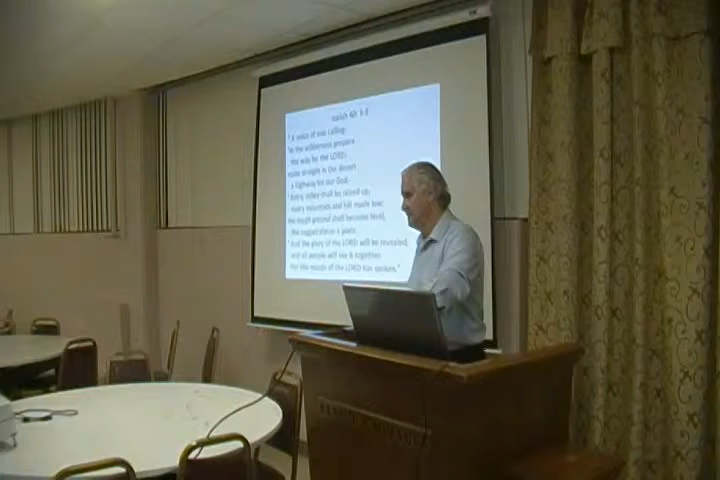 Isaiah 40: 3-5
" A voice of one calling:
"In the wilderness prepare
the way for the LORD;
make straight in the desert
a highway for our God.
Every valley shall be raised up,
every mountain and hill made low;
the rough ground shall become level,
the rugged places a plain.
And the glory of the LORD will be revealed,
and all people will see it together.
For the mouth of the LORD has spoken."